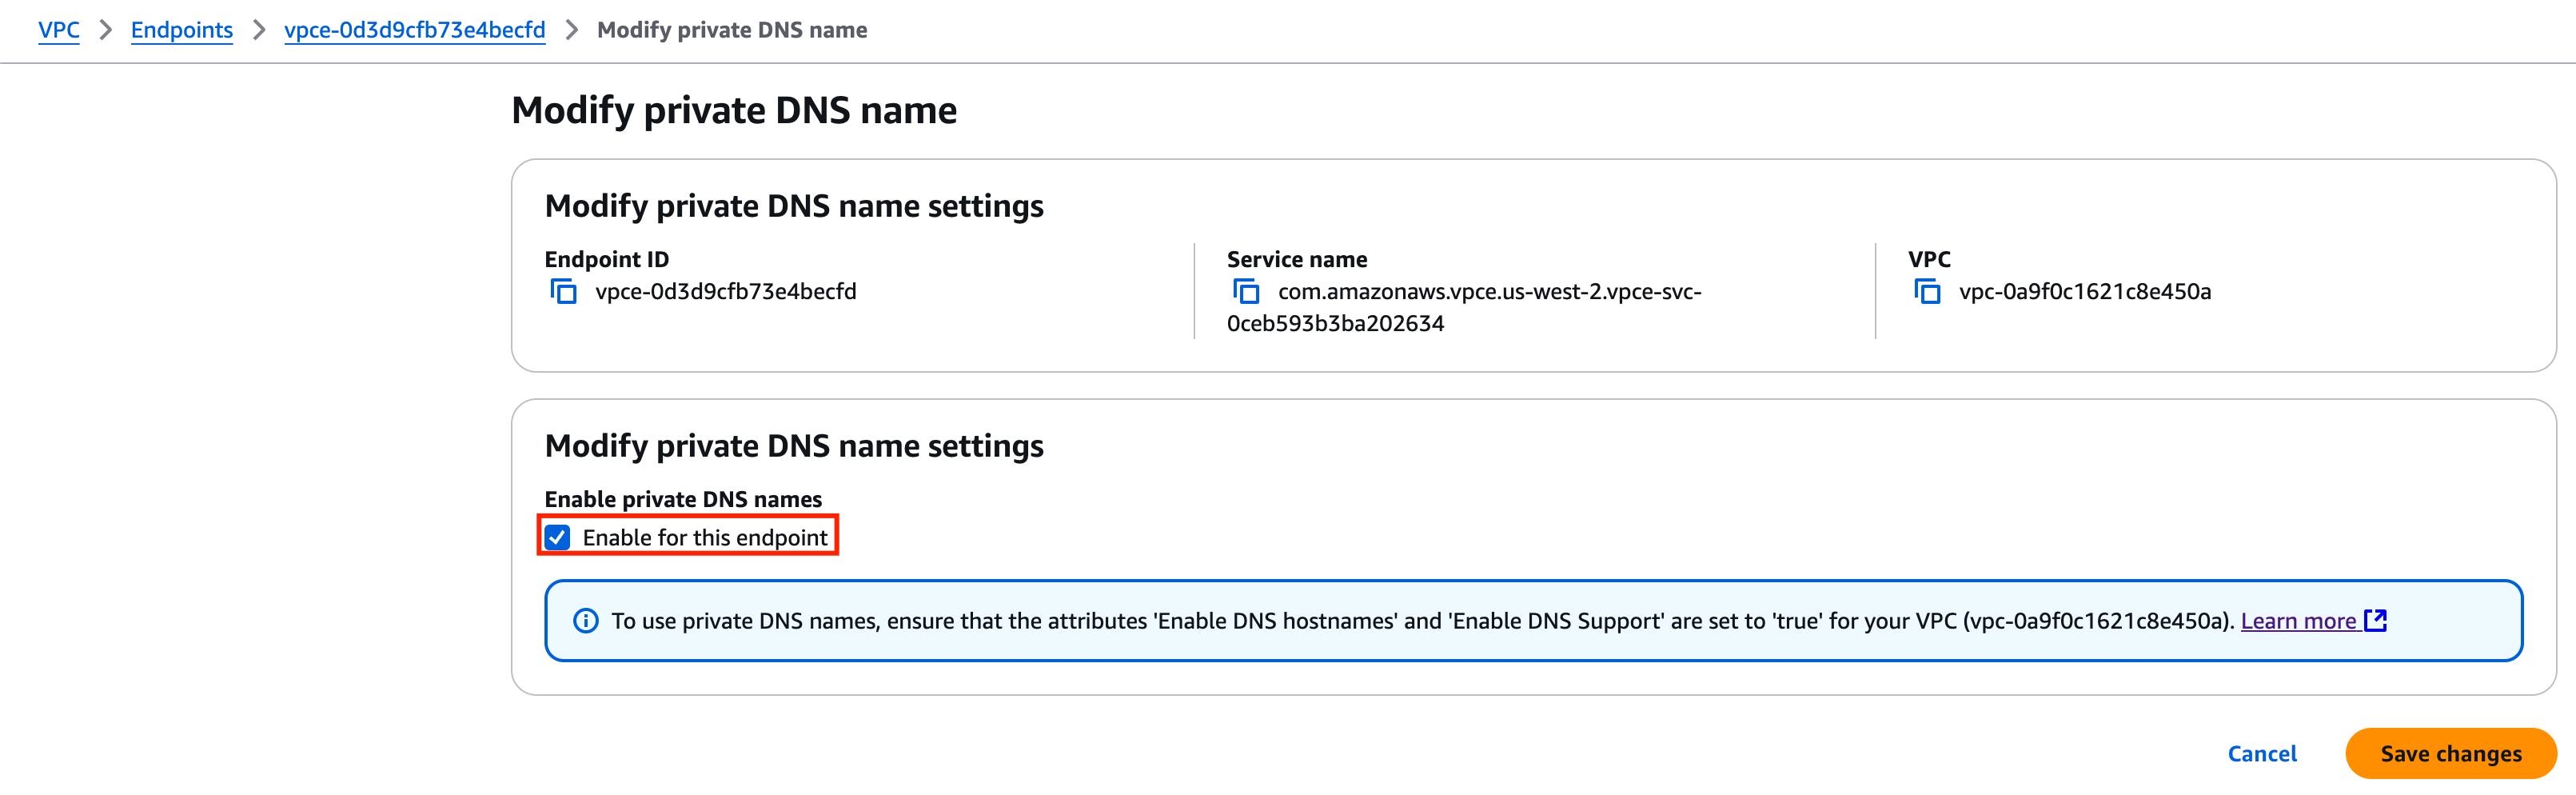 VPC > Endpoints > vpce-0d3d9cfb73e4becfd > Modify private DNS name
Modify private DNS name
Modify private DNS name settings
Endpoint ID
vpce-0d3d9cfb73e4becfd
Service name
com.amazonaws.vpce.us-west-2.vpce-svc-
0ceb593b3ba202634
VPC
vpc-0a9f0c1621c8e450a
Modify private DNS name settings
Enable private DNS names
Enable for this endpoint
To use private DNS names, ensure that the attributes 'Enable DNS hostnames' and 'Enable DNS Support' are set to 'true' for your VPC (vpc-0a9f0c1621c8e450a). Learn more
Cancel
Save changes